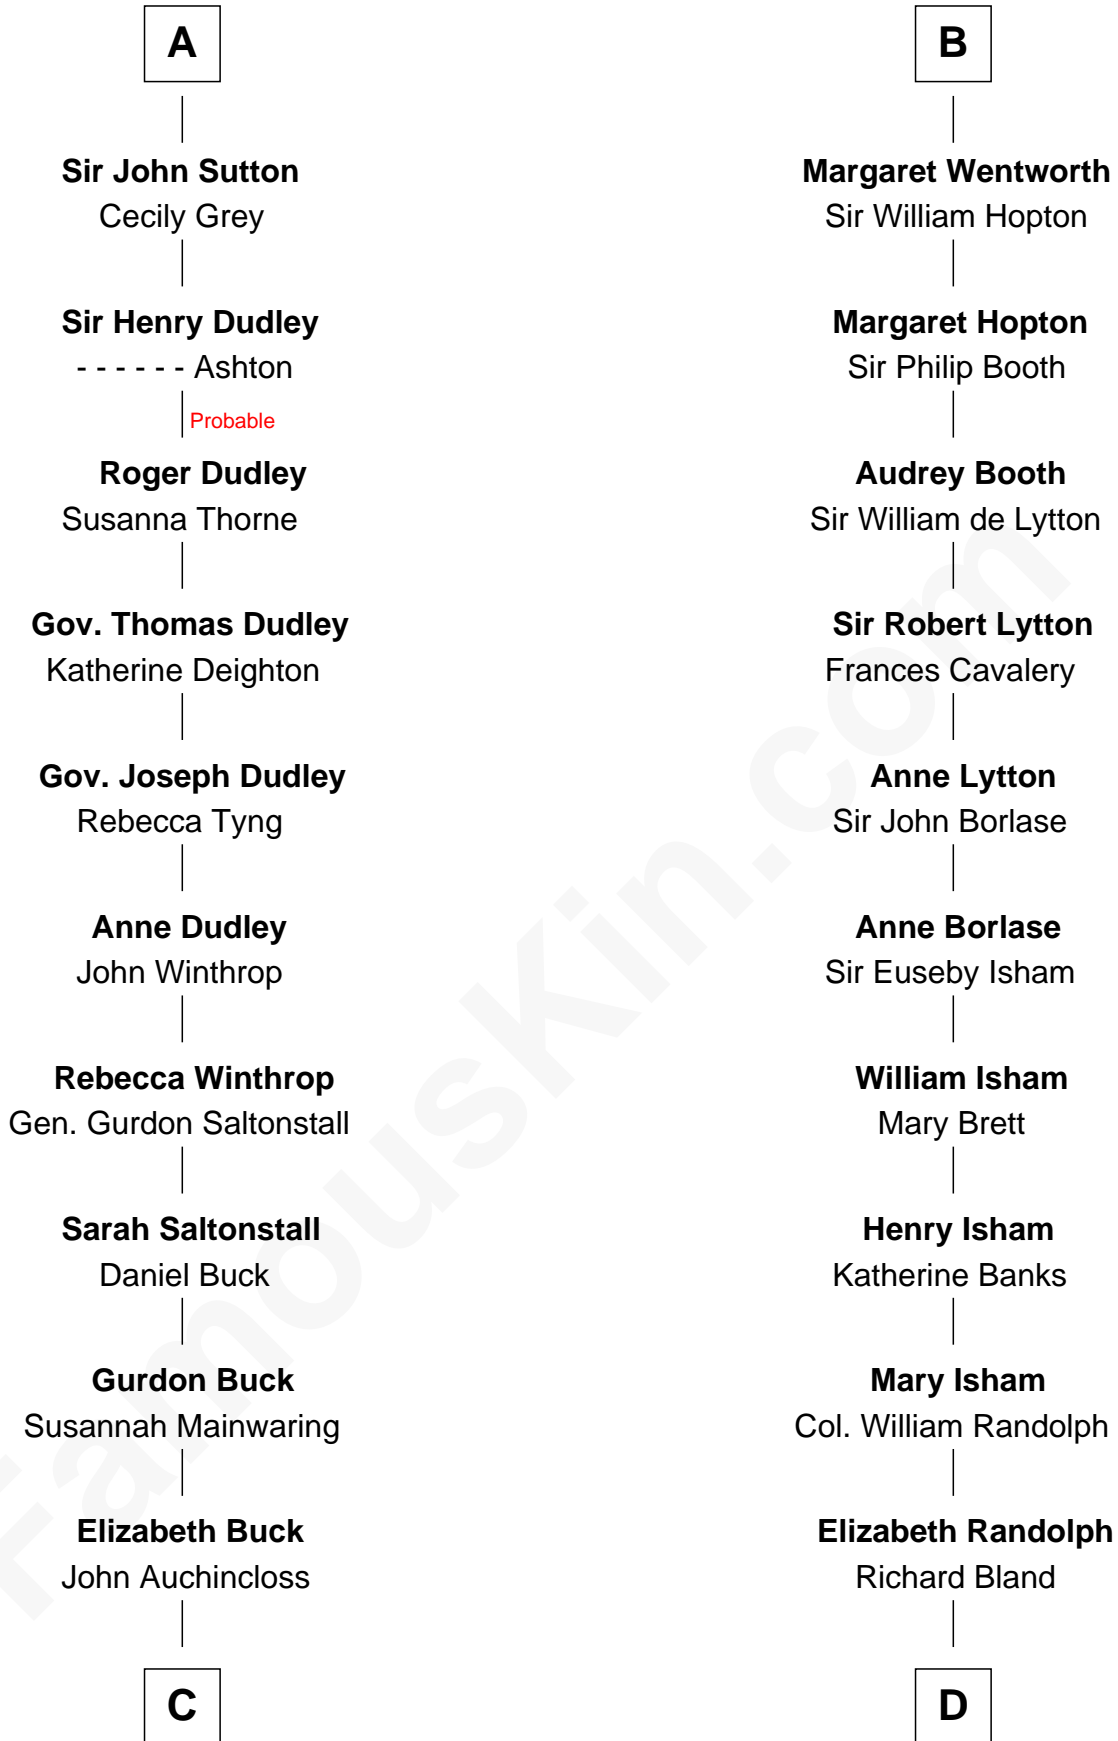 A
Sir John Sutton
Cecily Grey
Sir Henry Dudley
- - - - - - Ashton
Probable
Roger Dudley
Susanna Thorne
Gov. Thomas Dudley
Katherine Deighton
Gov. Joseph Dudley
Rebecca Tyng
Anne Dudley
John Winthrop
Rebecca Winthrop
Gen. Gurdon Saltonstall
Sarah Saltonstall
Daniel Buck
Gurdon Buck
Susannah Mainwaring
Elizabeth Buck
John Auchincloss
C
B
Margaret Wentworth
Sir William Hopton
Margaret Hopton
Sir Philip Booth
Audrey Booth
Sir William de Lytton
Sir Robert Lytton
Frances Cavalery
Anne Lytton
Sir John Borlase
Anne Borlase
Sir Euseby Isham
William Isham
Mary Brett
Henry Isham
Katherine Banks
Mary Isham
Col. William Randolph
Elizabeth Randolph
Richard Bland
D
FamousKin.com